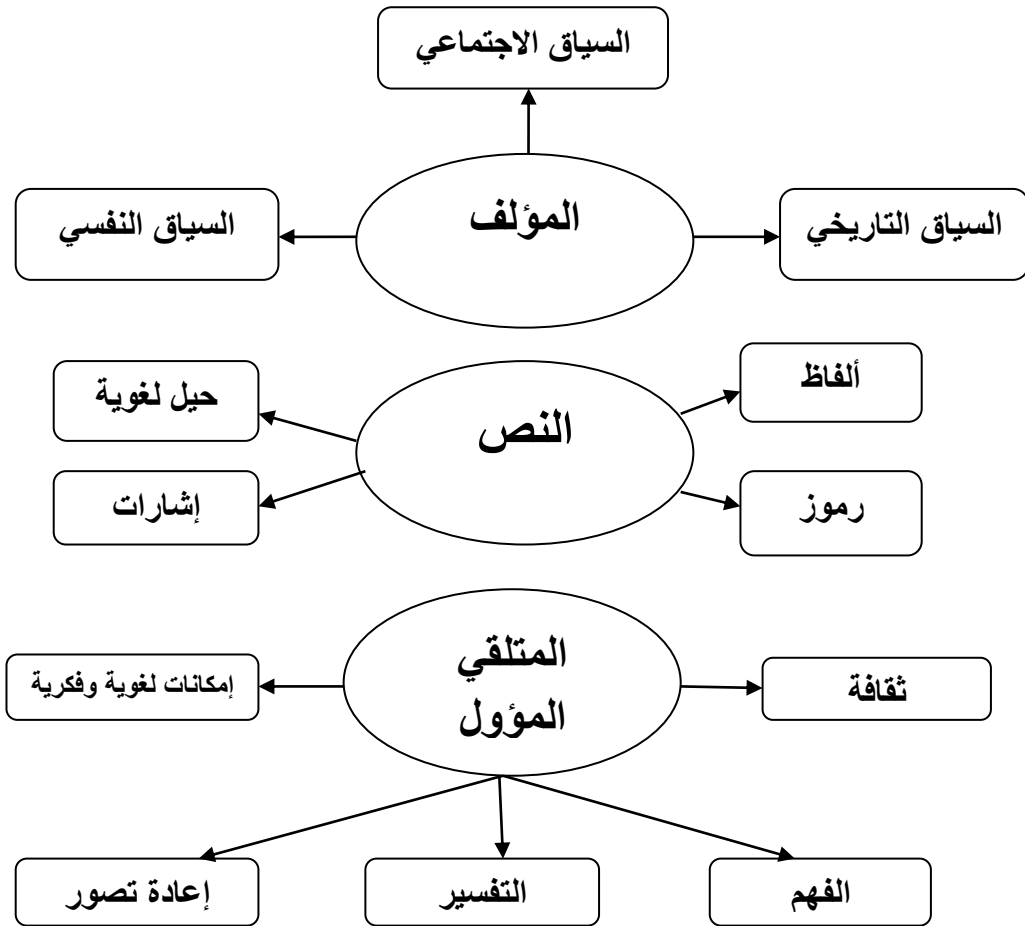 السياق الاجتماعي
المؤلف
السياق التاريخي
السياق النفسي
النص
ألفاظ
حيل لغوية
رموز
إشارات
المتلقي
المؤول
ثقافة
إمكانات لغوية وفكرية
الفهم
التفسير
إعادة تصور